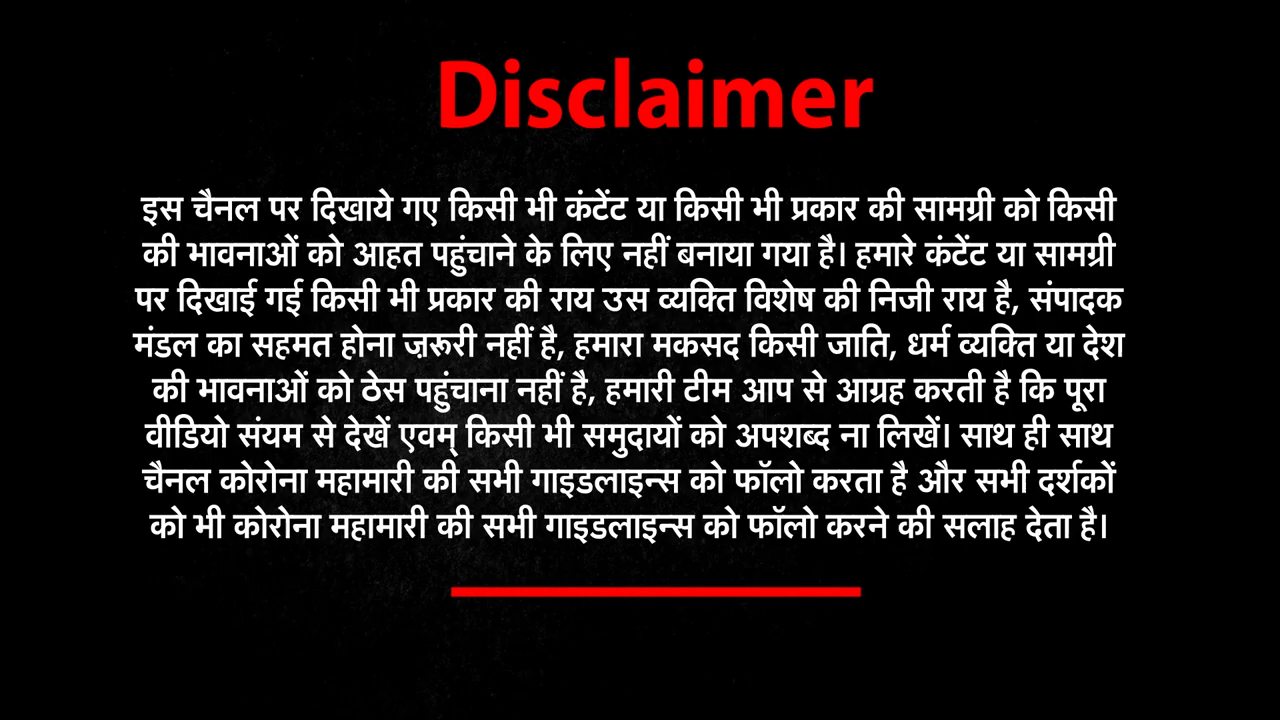 Disclaimer
इस चैनल पर दिखाये गए किसी भी कंटेंट या किसी भी प्रकार की सामग्री को किसी
की भावनाओं को आहत पहुंचाने के लिए नहीं बनाया गया है। हमारे कंटेंट या सामग्री
पर दिखाई गई किसी भी प्रकार की राय उस व्यक्ति विशेष की निजी राय है, संपादक
मंडल का सहमत होना ज़रूरी नहीं है, हमारा मकसद किसी जाति, धर्म व्यक्ति या देश
की भावनाओं को ठेस पहुंचाना नहीं है, हमारी टीम आप से आग्रह करती है कि पूरा
वीडियो संयम से देखें एवम् किसी भी समुदायों को अपशब्द ना लिखें। साथ ही साथ
चैनल कोरोना महामारी की सभी गाइडलाइन्स को फॉलो करता है और सभी दर्शकों
को भी कोरोना महामारी की सभी गाइडलाइन्स को फॉलो करने की सलाह देता है।